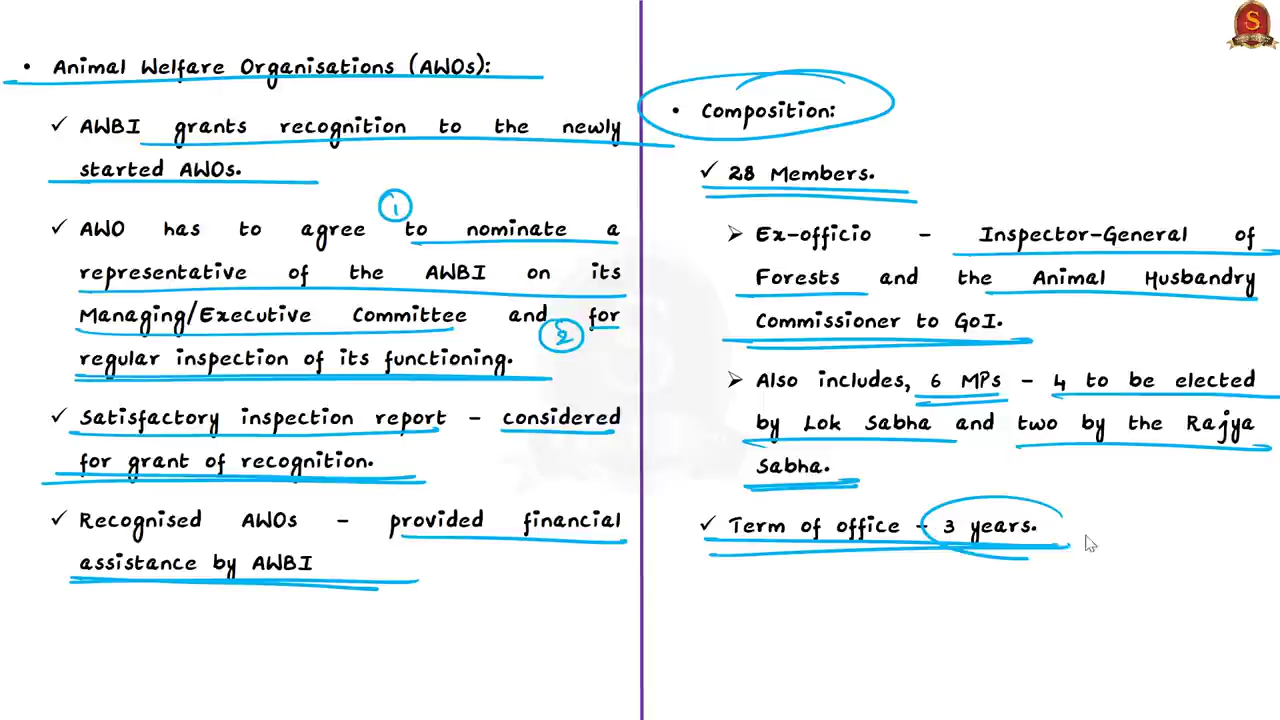 • Animal Welfare Organisations (AWOs):
✓ AWBI grants recognition to the newly
started AWOs.
1
✓ AWO has to agree to nominate a
representative of the AWBI on its
Managing/Executive Committee and for
2
regular inspection of its functioning.
✓ Satisfactory inspection report - considered
for grant of recognition.
✓ Recognised AWOs - provided financial
assistance by AWBI
• Composition:
✓ 28 Members.
➢ Ex-officio - Inspector-General of
Forests and the Animal Husbandry
Commissioner to GoI.
➢ Also includes, 6 MPs - 4 to be elected
by Lok Sabha and two by the Rajya
Sabha.
✓ Term of office - 3 years.
S